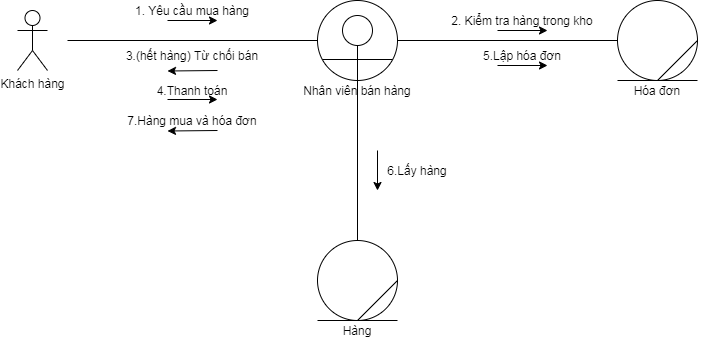 1. Yêu cầu mua hàng
2. Kiểm tra hàng trong kho
3.(hết hàng) Từ chối bán
5.Lập hóa đơn
Khách hàng
4.Thanh toán
Nhân viên bán hàng
Hóa đơn
7.Hàng mua và hóa đơn
6.Lấy hàng
Hàng